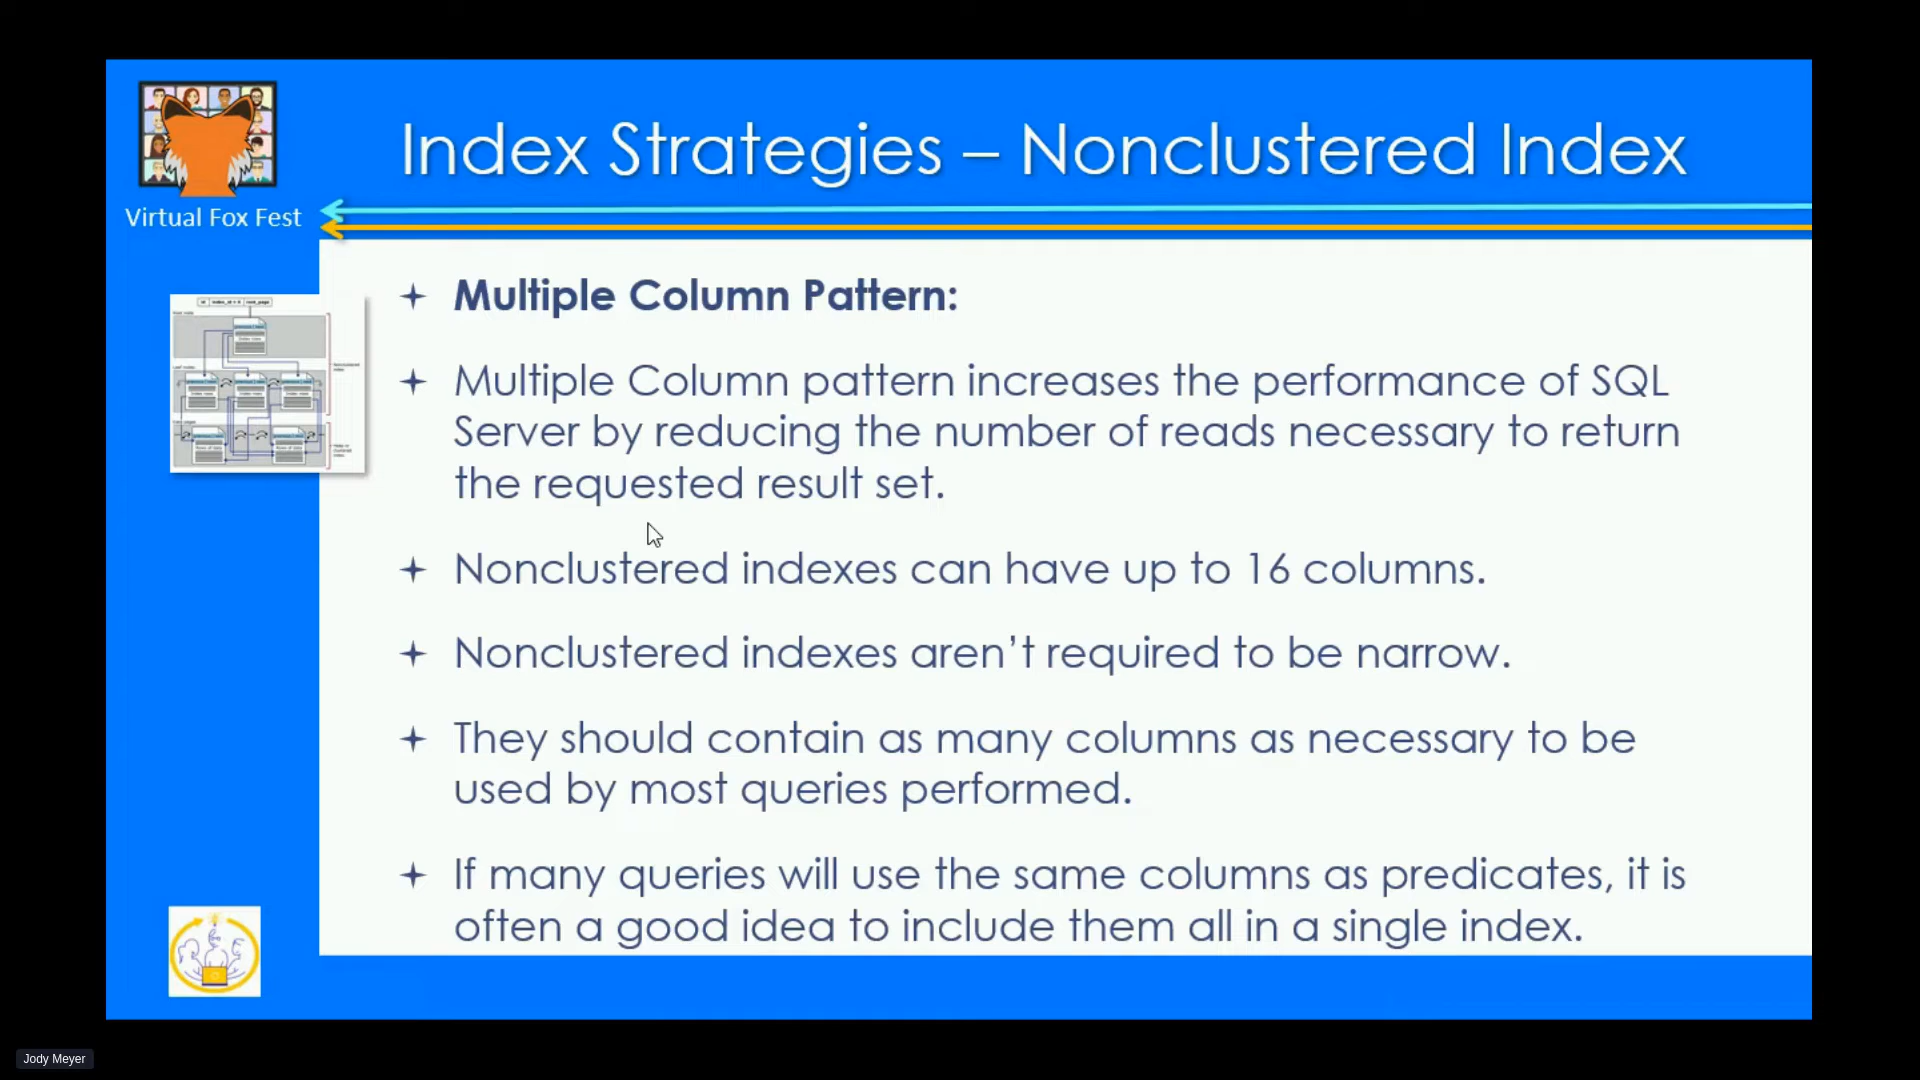 Index Strategies – Nonclustered Index
Virtual Fox Fest
Multiple Column Pattern:
Multiple Column pattern increases the performance of SQL
Server by reducing the number of reads necessary to return
the requested result set.
Nonclustered indexes can have up to 16 columns.
Nonclustered indexes aren’t required to be narrow.
They should contain as many columns as necessary to be
used by most queries performed.
If many queries will use the same columns as predicates, it is
often a good idea to include them all in a single index.
Jody Meyer